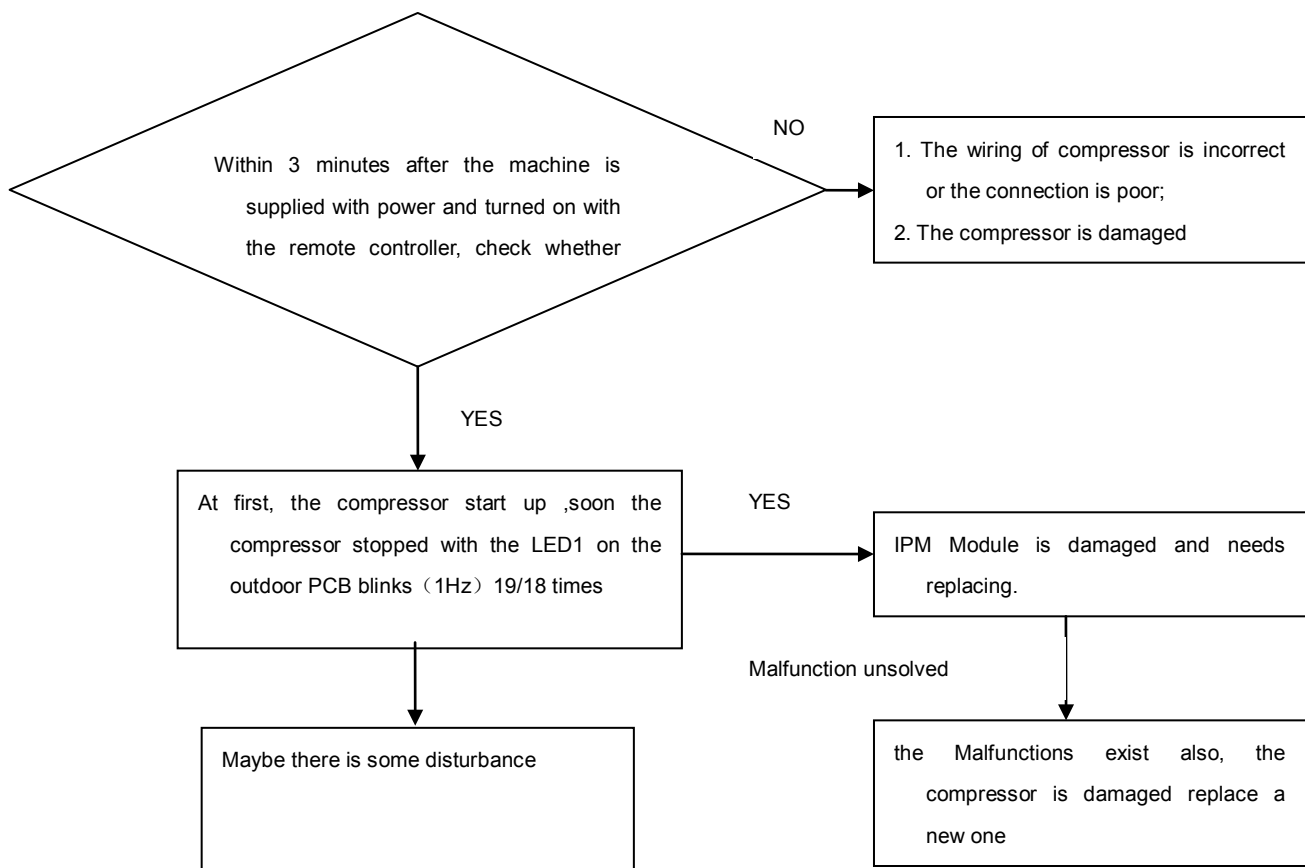 NO
Within 3 minutes after the machine is
supplied with power and turned on with
the remote controller, check whether
1. The wiring of compressor is incorrect
or the connection is poor;
2. The compressor is damaged
YES
At first, the compressor start up ,soon the
compressor stopped with the LED1 on the
outdoor PCB blinks（1Hz）19/18 times
YES
IPM Module is damaged and needs
replacing.
Malfunction unsolved
Maybe there is some disturbance
the Malfunctions exist also, the
compressor is damaged replace a
new one